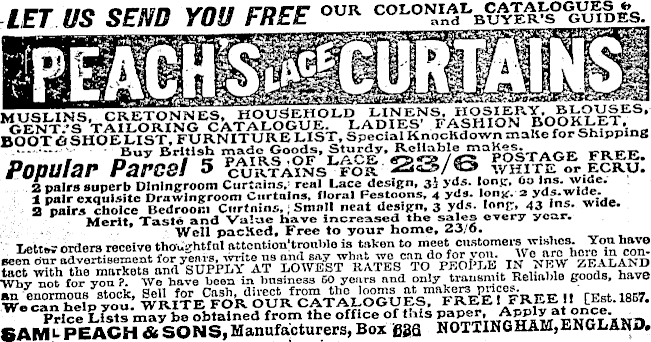 LET US SEND YOU FREE OUR COLONIAL CATALOGUES & and BUYER'S GUIDES.
PEACH'S LACE CURTAINS
MUSLINS, CRETONNES, HOUSEHOLD LINENS, HOSIERY, BLOUSES,
GENT.'S TAILORING CATALOGUE. LADIES' FASHION BOOKLET,
BOOT & SHOE LIST, FURNITURE LIST, Special Knockdown make for Shipping
Buy British made Goods, Sturdy, Reliable makes.
Popular Parcel 5 PAIRS OF LACE CURTAINS FOR 23/6 POSTAGE FREE. WHITE or ECRU.
2 pairs superb Diningroom Curtains, real Lace design, 3½ yds. long, 60 ins. wide.
1 pair exquisite Drawingroom Curtains, floral Festoons, 4 yds. long. 2 yds. wide.
2 pairs choice Bedroom Curtains, Small neat design, 3 yds. long, 43 ins. wide.
Merit, Taste and Value have increased the sales every year.
Well packed, Free to your home, 23/6.
Letter orders receive thoughtful attention trouble is taken to meet customers wishes. You have
seen our advertisement for years, write us and say what we can do for you. We are here in con-
tact with the markets and SUPPLY AT LOWEST RATES TO PEOPLE IN NEW ZEALAND
Why not for you?. We have been in business 50 years and only transmit Reliable goods, have
an enormous stock, Sell for Cash, direct from the looms at makers prices.
We can help you. WRITE FOR OUR CATALOGUES. FREE! FREE!! [Est. 1857.
Price Lists may be obtained from the office of this paper, Apply at once.
SAML PEACH & SONS, Manufacturers, Box NOTTINGHAM, ENGLAND.